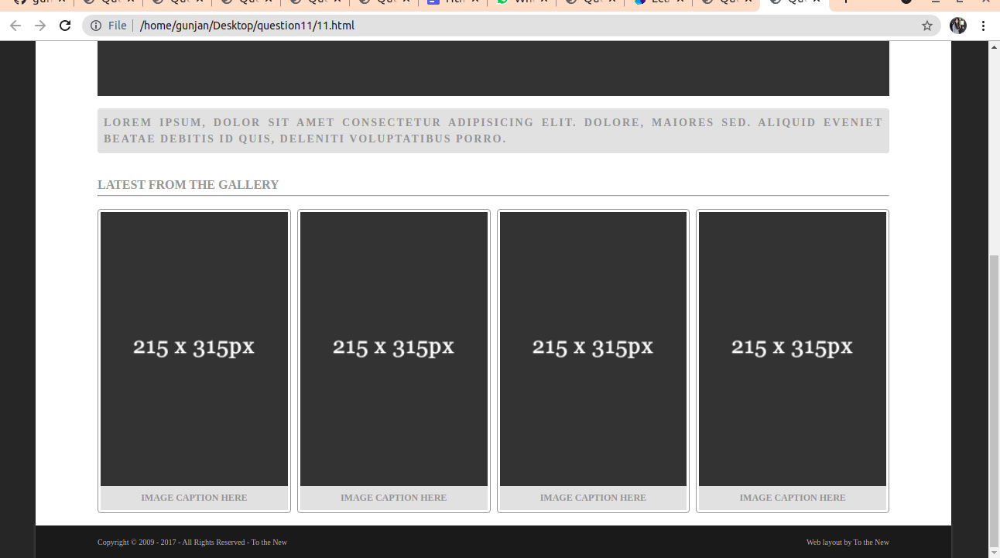 File
/home/gunjan/Desktop/question11/11.html
LOREM IPSUM, DOLOR SIT AMET CONSECTETUR ADIPISICING ELIT. DOLORE, MAIORES SED. ALIQUID EVENIET
BEATAE DEBITIS ID QUIS, DELENITI VOLUPTATIBUS PORRO.
LATEST FROM THE GALLERY
215 x 315px
215 x 315px
215 x 315px
215 x 315px
IMAGE CAPTION HERE
IMAGE CAPTION HERE
IMAGE CAPTION HERE
IMAGE CAPTION HERE
Copyright © 2009 - 2017 - All Rights Reserved - To the New
Web layout by To the New